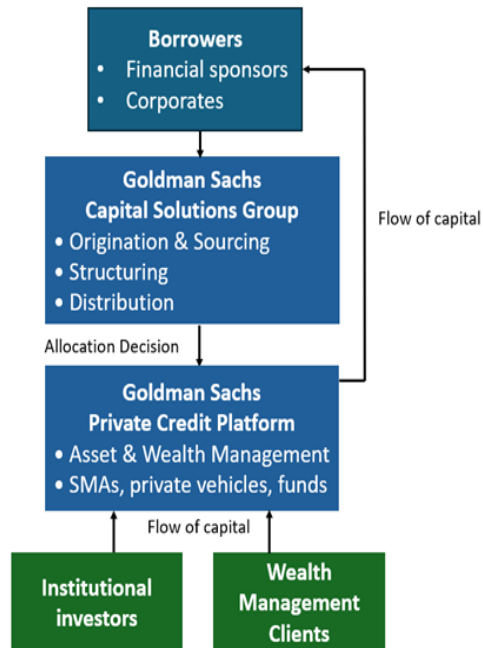 Borrowers
• Financial sponsors
• Corporates
Goldman Sachs
Capital Solutions Group
• Origination & Sourcing
• Structuring
• Distribution
Flow of capital
Allocation Decision
Goldman Sachs
Private Credit Platform
• Asset & Wealth Management
• SMAs, private vehicles, funds
Flow of capital
Institutional
investors
Wealth
Management
Clients